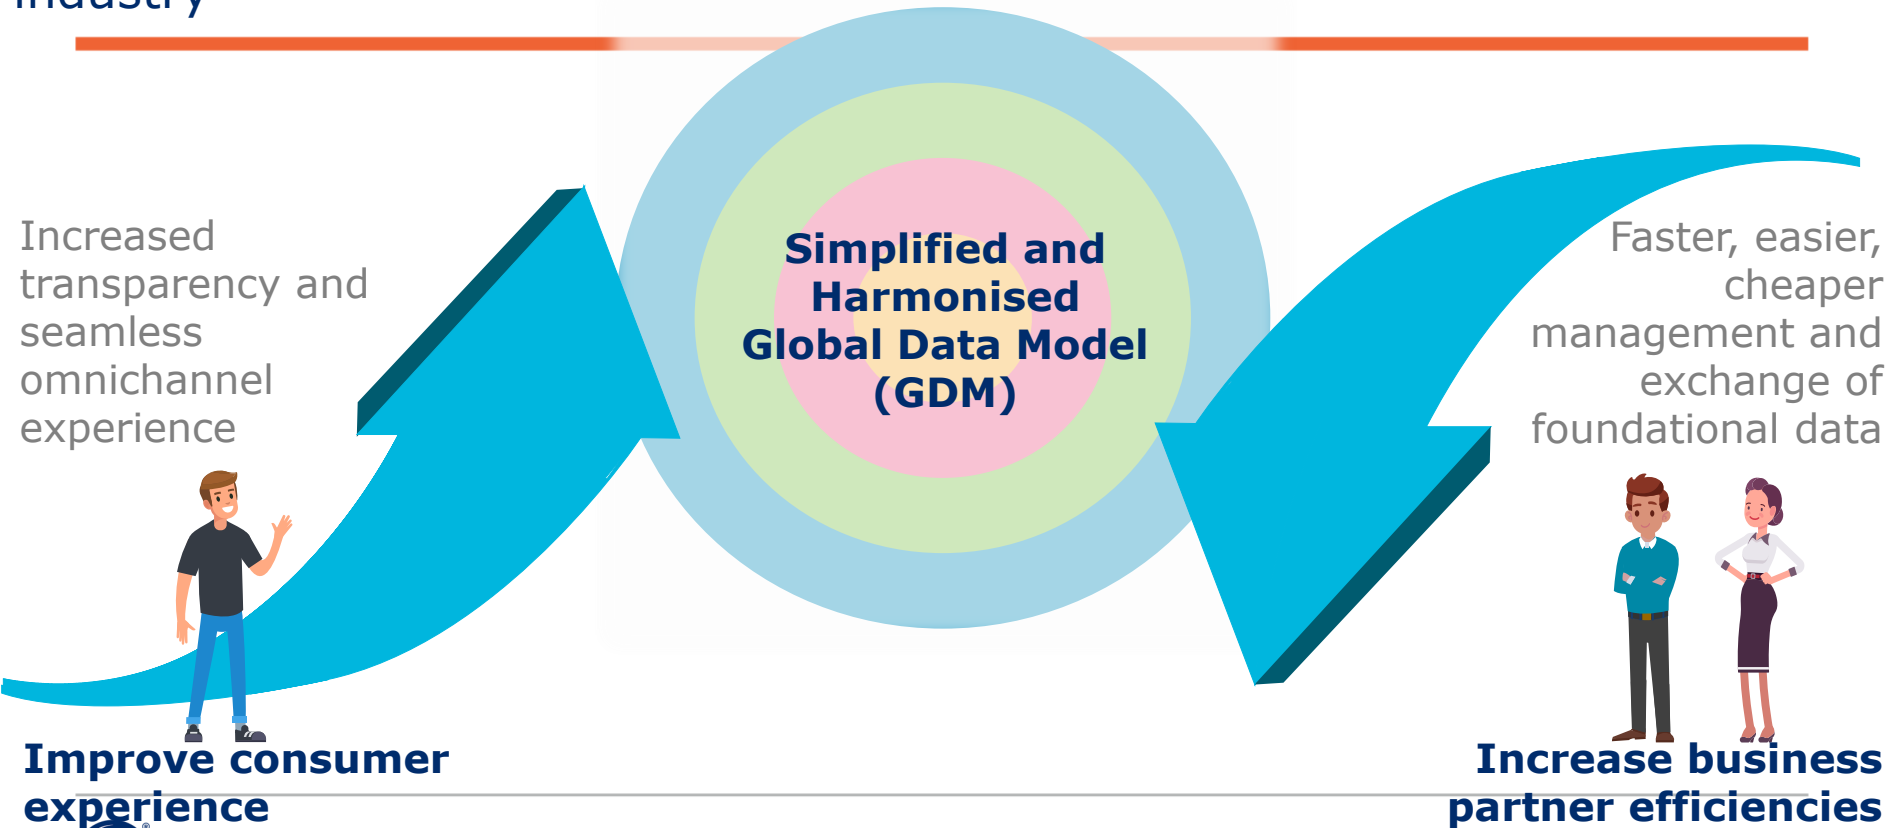 industry
Increased
transparency and
seamless
omnichannel
experience
Simplified and
Harmonised
Global Data Model
(GDM)
Faster, easier,
cheaper
management and
exchange of
foundational data
Improve consumer
experience
Increase business
partner efficiencies
®